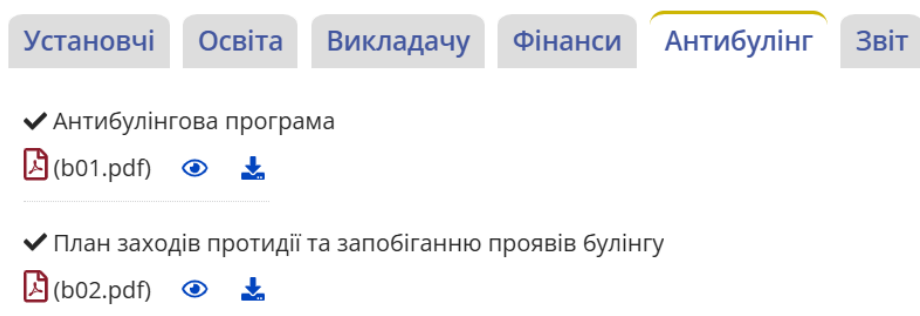 Установчі Освіта Викладачу Фінанси Антибулінг Звіт
Антибулінгова програма
(b01.pdf)
План заходів протидії та запобіганню проявів булінгу
(b02.pdf)